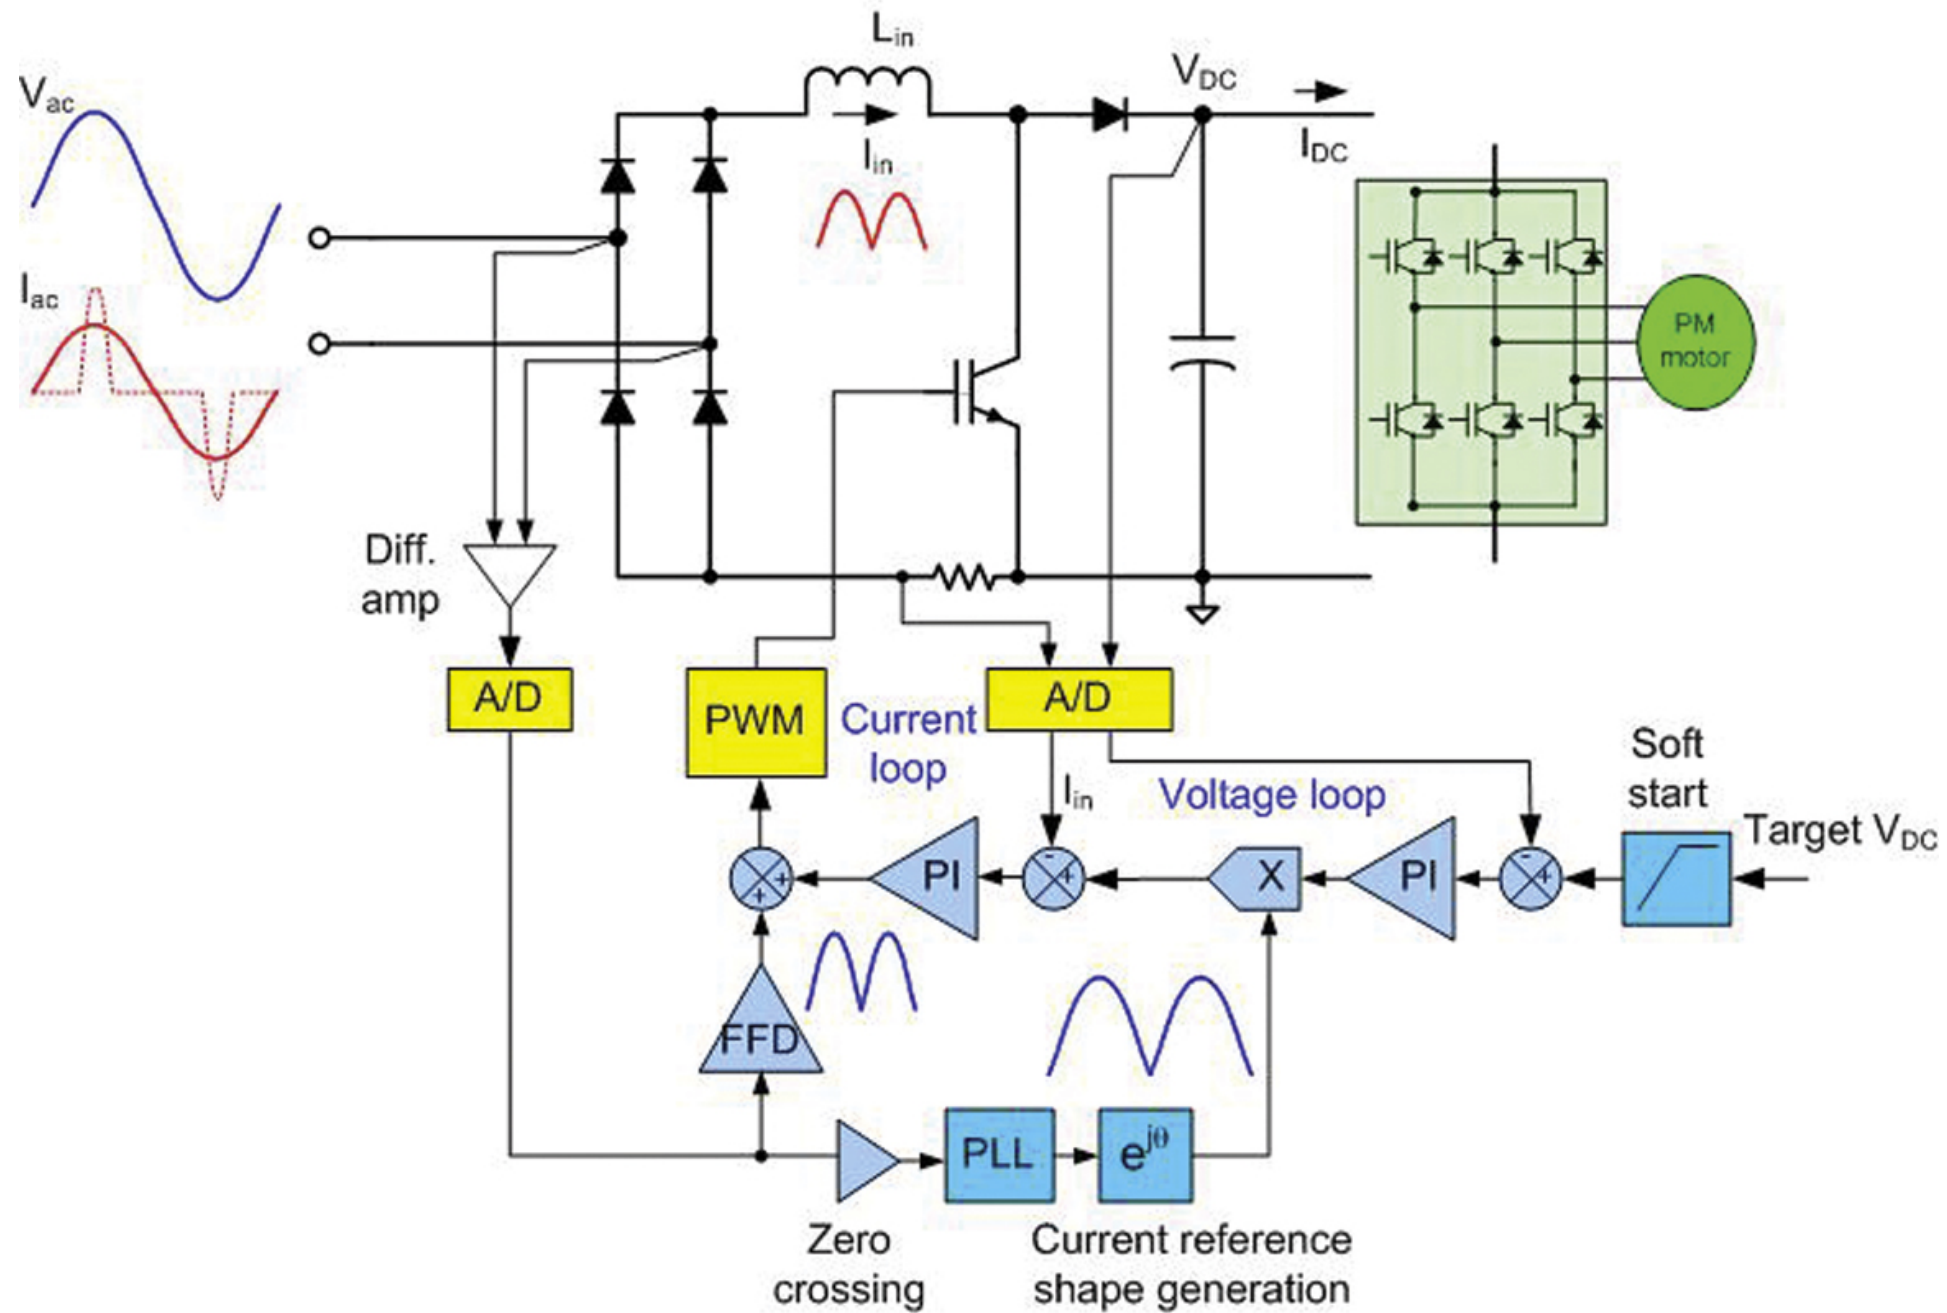 Lin
Vac
VDC
Iin
IDC
Iac
PM
motor
Diff.
amp
A/D
PWM
Current
loop
A/D
Soft
start
Iin
Voltage loop
Target VDC
PI
-
+
X
PI
-
+
+
+
FFD
PLL
ejθ
Zero
crossing
Current reference
shape generation